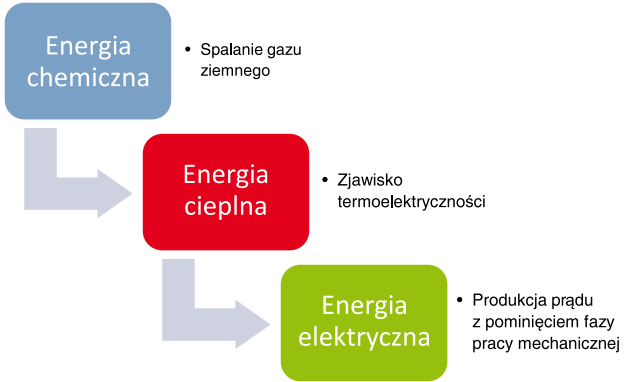 Energia
chemiczna
• Spalanie gazu
ziemnego
Energia
cieplna
• Zjawisko
termoelektryczności
Energia
elektryczna
• Produkcja prądu
z pominięciem fazy
pracy mechanicznej